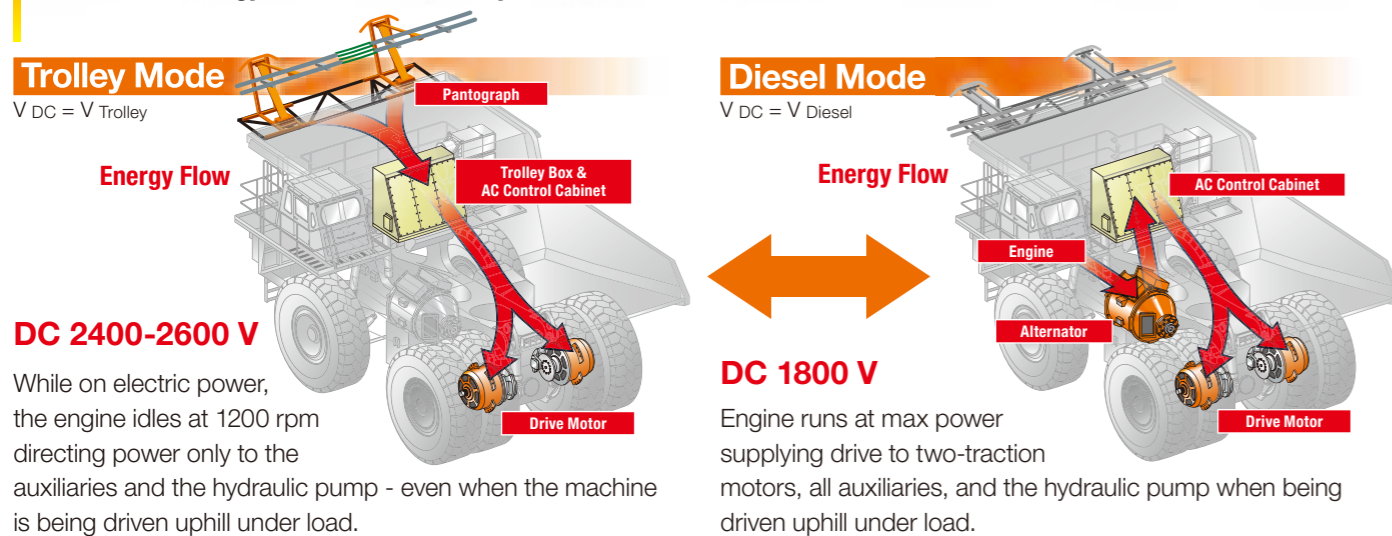 Trolley Mode
V DC = V Trolley
Pantograph
Energy Flow
Trolley Box &
AC Control Cabinet
DC 2400-2600 V
While on electric power,
the engine idles at 1200 rpm
directing power only to the
auxiliaries and the hydraulic pump - even when the machine
is being driven uphill under load.
Drive Motor
Diesel Mode
V DC = V Diesel
Energy Flow
AC Control Cabinet
Engine
Alternator
DC 1800 V
Engine runs at max power
supplying drive to two-traction
motors, all auxiliaries, and the hydraulic pump when being
driven uphill under load.
Drive Motor